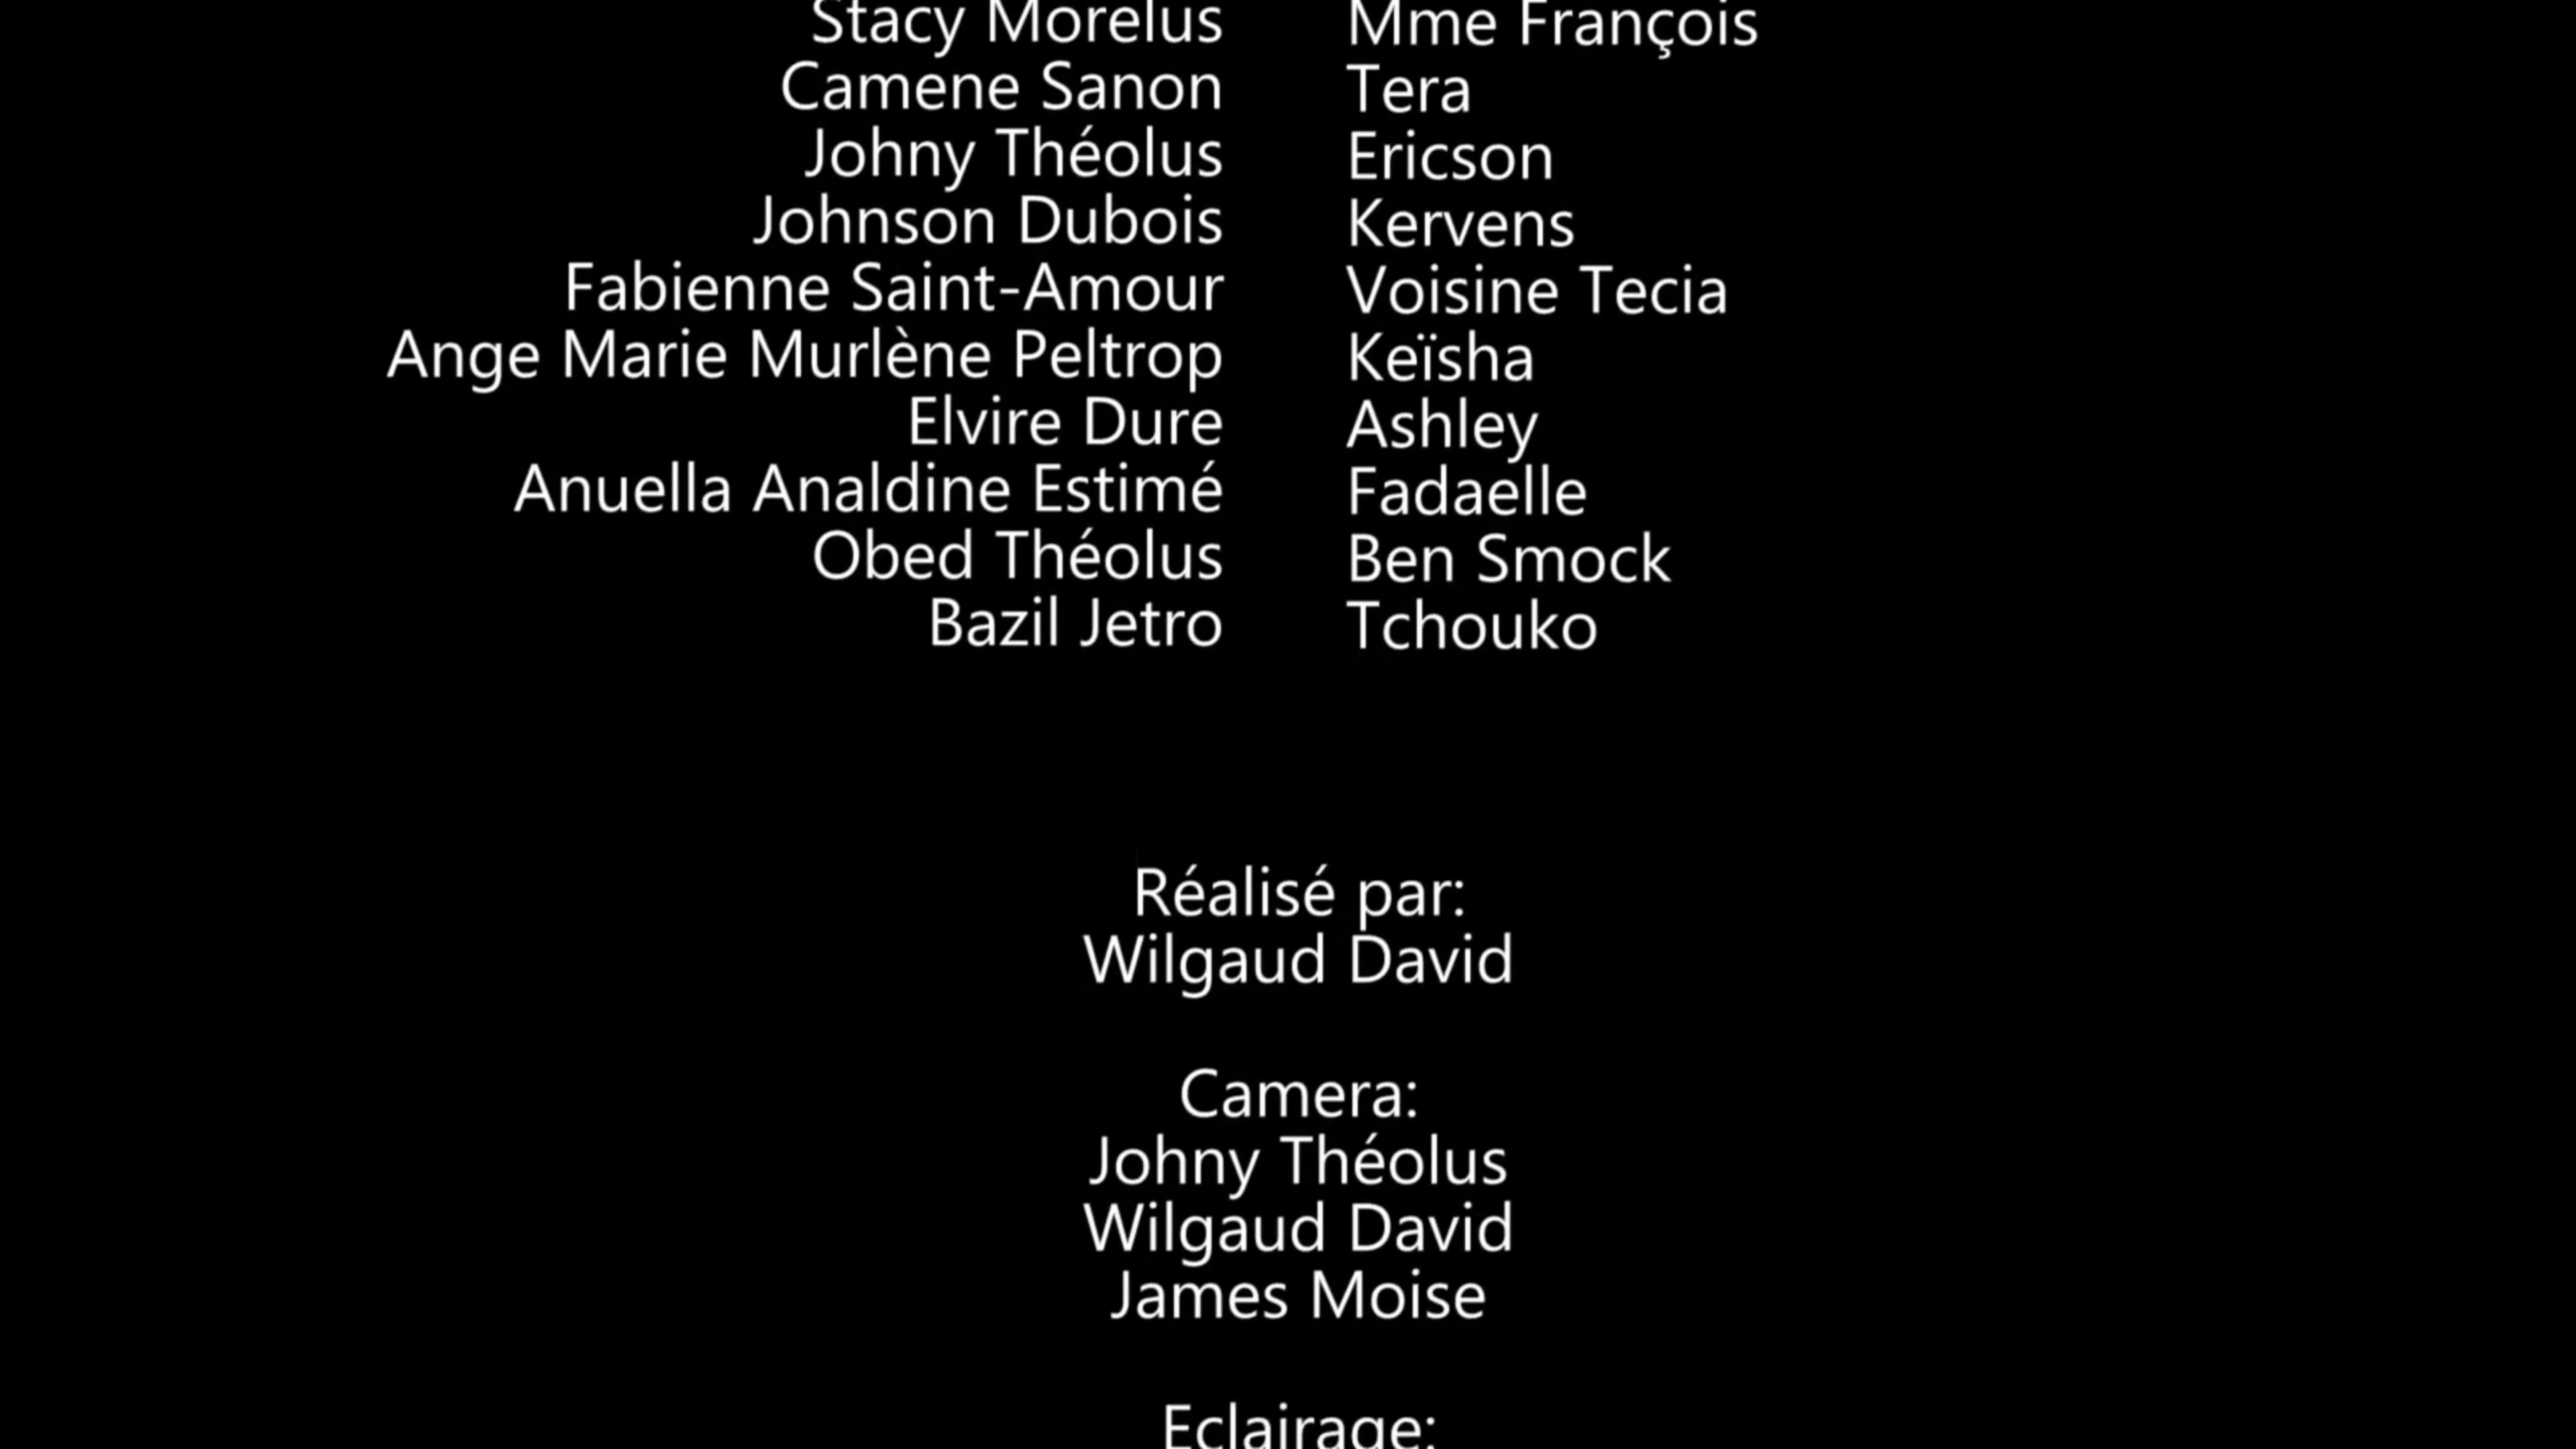 Stacy Morelus Mme François
Camene Sanon Tera
Johny Théolus Ericson
Johnson Dubois Kervens
Fabienne Saint-Amour Voisine Tecia
Ange Marie Murlène Peltrop Keïsha
Elvire Dure Ashley
Anuella Analdine Estimé Fadaelle
Obed Théolus Ben Smock
Bazil Jetro Tchouko
Réalisé par:
Wilgaud David
Camera:
Johny Théolus
Wilgaud David
James Moise
Eclairage: